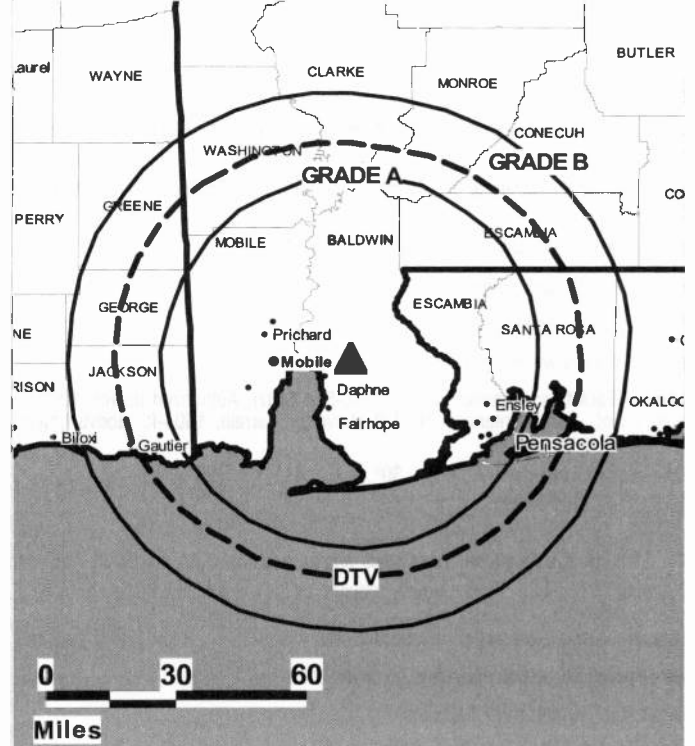 BUTLER
aurel
WAYNE
CLARKE
MONROE
CONECUH
WASHINGTON
GRADE B
GRADE A
CO
PERRY
GREENE
MOBILE
BALDWIN
ESCAMBIA
GEORGE
ESCAMBIA
SANTA ROSA
NE
Prichard
Mobile
JACKSON
RISON
Daphne
Ensley
OKALOO
Fairhope
Biloxi
Gautier
Pensacola
DTV
0 30 60
Miles